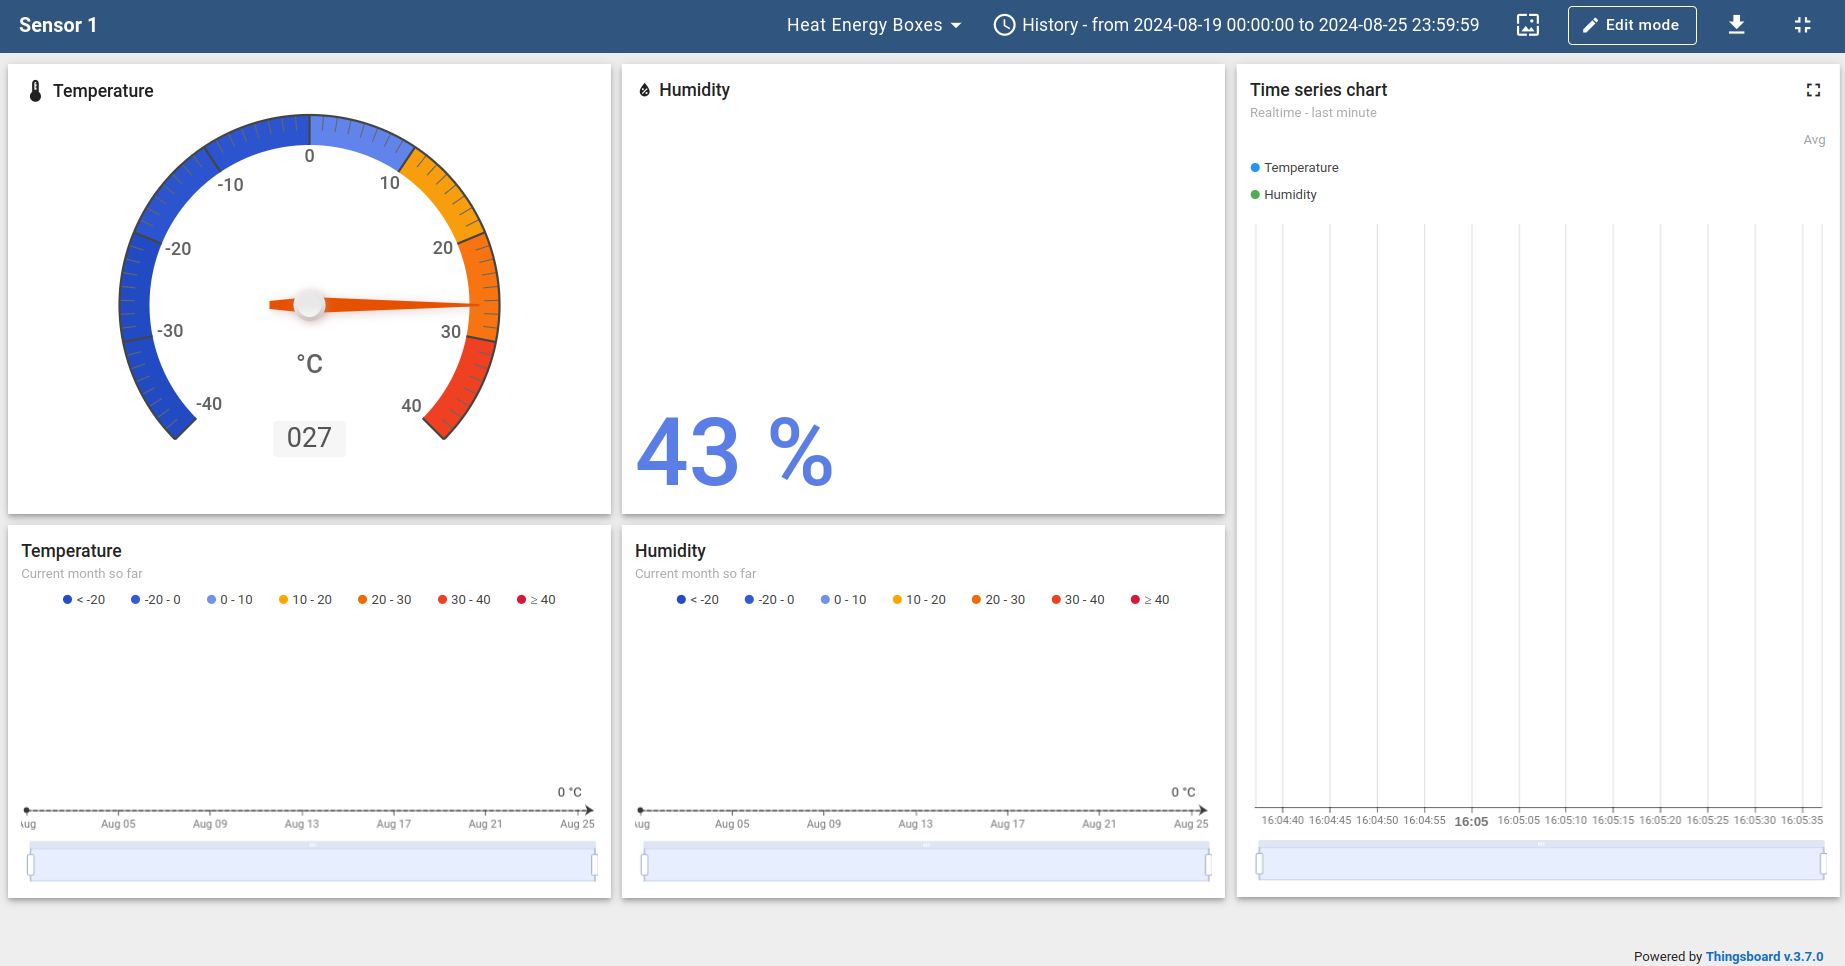 Sensor 1
Heat Energy Boxes
History - from 2024-08-19 00:00:00 to 2024-08-25 23:59:59
Edit mode
Temperature
0
-10
10
-20
20
-30
30
-40
40
°C
027
Humidity
43 %
Time series chart
Realtime - last minute
Avg
Temperature
Humidity
16:04:40 16:04:45 16:04:50 16:04:55 16:05 16:05:05 16:05:10 16:05:15 16:05:20 16:05:25 16:05:30 16:05:35
Temperature
Current month so far
< -20 -20 - 0 0 - 10 10 - 20 20 - 30 30 - 40 ≥ 40
0 °C
Aug Aug 05 Aug 09 Aug 13 Aug 17 Aug 21 Aug 25
Humidity
Current month so far
< -20 -20 - 0 0 - 10 10 - 20 20 - 30 30 - 40 ≥ 40
0 °C
Aug Aug 05 Aug 09 Aug 13 Aug 17 Aug 21 Aug 25
Powered by Thingsboard v.3.7.0